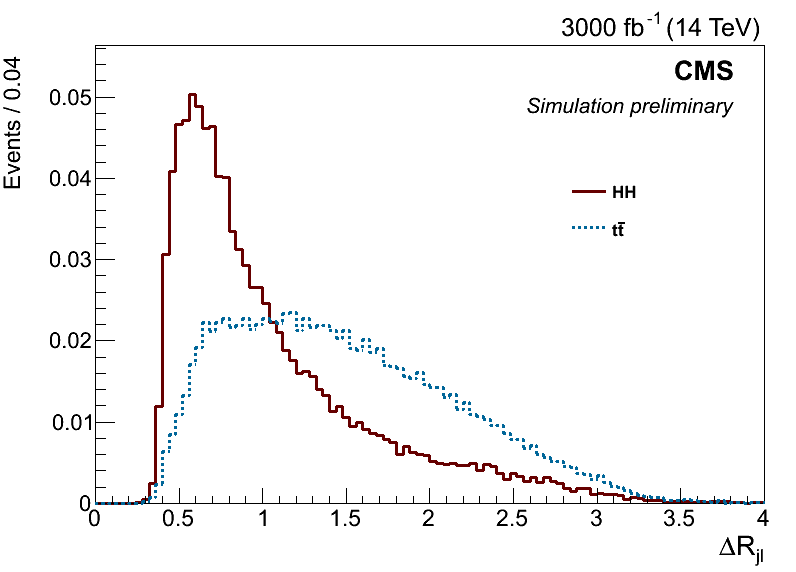 3000 fb⁻¹ (14 TeV)
CMS
Simulation preliminary
Events / 0.04
HH
tt̄
0.05
0.04
0.03
0.02
0.01
0
0 0.5 1 1.5 2 2.5 3 3.5 4
ΔR_jl